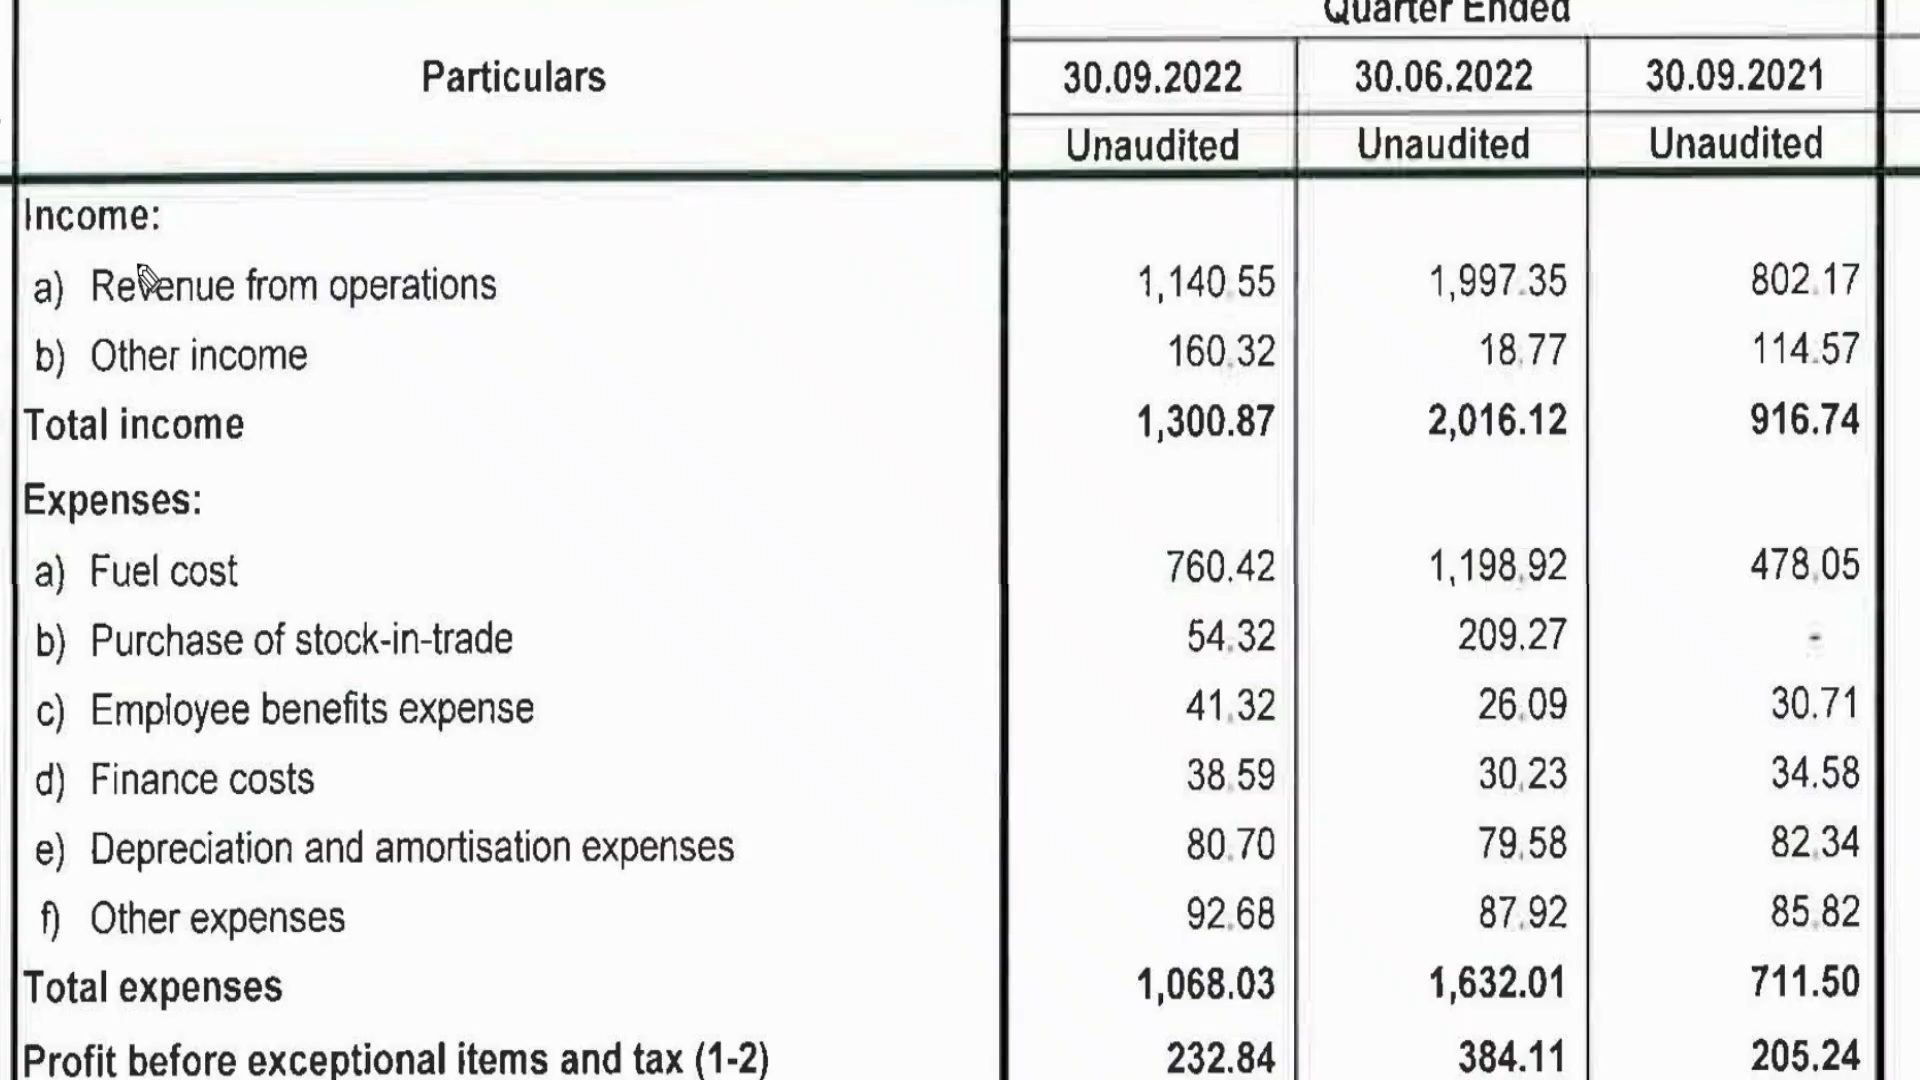 Quarter Ended
Particulars 30.09.2022 30.06.2022 30.09.2021
Unaudited Unaudited Unaudited
Income:
a) Revenue from operations 1,140.55 1,997.35 802.17
b) Other income 160.32 18.77 114.57
Total income 1,300.87 2,016.12 916.74
Expenses:
a) Fuel cost 760.42 1,198.92 478.05
b) Purchase of stock-in-trade 54.32 209.27 -
c) Employee benefits expense 41.32 26.09 30.71
d) Finance costs 38.59 30.23 34.58
e) Depreciation and amortisation expenses 80.70 79.58 82.34
f) Other expenses 92.68 87.92 85.82
Total expenses 1,068.03 1,632.01 711.50
Profit before exceptional items and tax (1-2) 232.84 384.11 205.24